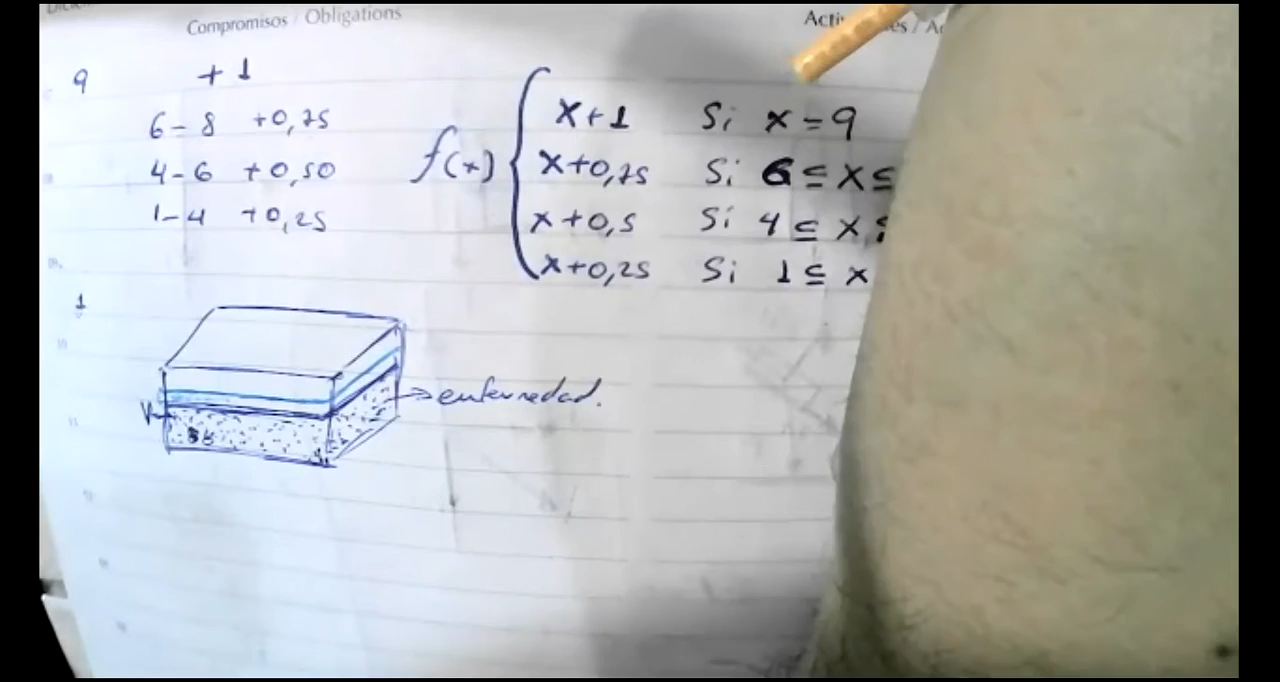 Compromisos / Obligations
9 +1
6-8 +0,75
4-6 +0,50
1-4 +0,25
f(x)
x+1 Si x=9
x+0,75 Si 6≤x≤
x+0,5 Si 4≤x
x+0,25 Si 1≤x
1
V
→enfermedad.